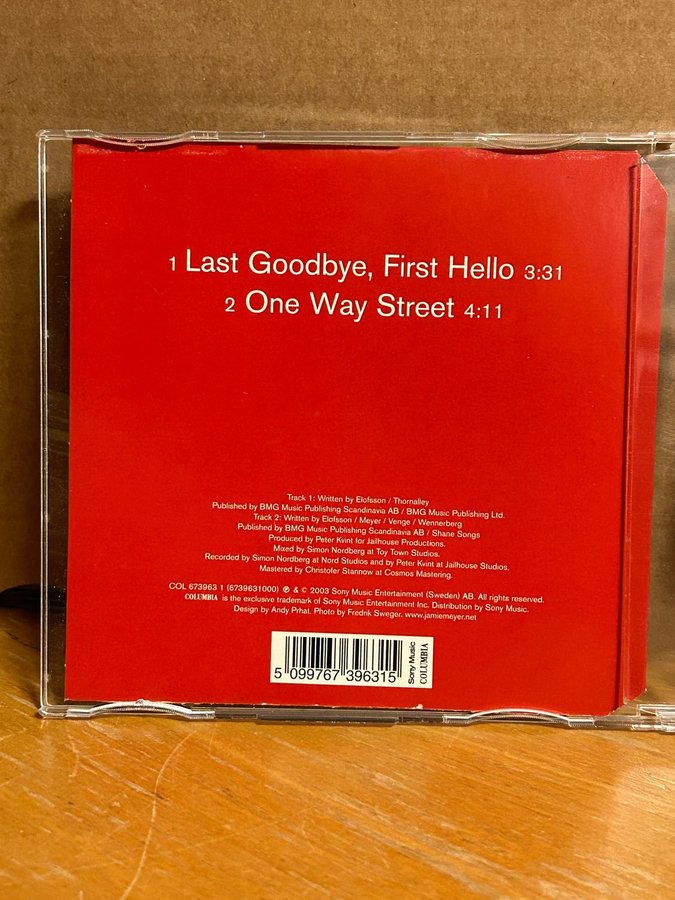 1 Last Goodbye, First Hello 3:31
2 One Way Street 4:11
Track 1: Written by Elofsson / Thornalley
Published by BMG Music Publishing Scandinavia AB / BMG Music Publishing Ltd.
Track 2: Written by Elofsson / Meyer / Venge / Wennerberg
Published by BMG Music Publishing Scandinavia AB / Shane Songs
Produced by Peter Kvint for Jailhouse Productions.
Mixed by Simon Nordberg at Toy Town Studios.
Recorded by Simon Nordberg at Nord Studios and by Peter Kvint at Jailhouse Studios.
Mastered by Christofer Stannow at Cosmos Mastering.
COL 673963 1 (6739631000) ℗ & © 2003 Sony Music Entertainment (Sweden) AB. All rights reserved.
COLUMBIA is the exclusive trademark of Sony Music Entertainment Inc. Distribution by Sony Music.
Design by Andy Prhat. Photo by Fredrik Sweger. www.jamiemeyer.net
5 099767 396315
Sony Music
COLUMBIA